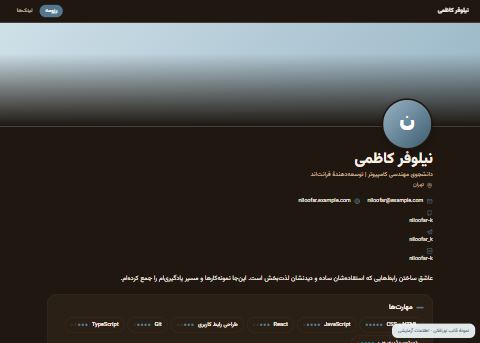 نیلوفر کاظمی
رزومه
لینک‌ها
ن
نیلوفر کاظمی
دانشجوی مهندسی کامپیوتر | توسعه‌دهندهٔ فرانت‌اند
تهران
niloofar@example.com
niloofar.example.com
niloofar-k
niloofar_k
niloofar-k
عاشق ساختن رابط‌هایی که استفاده‌شان ساده و دیدنشان لذت‌بخش است. این‌جا نمونه‌کارها و مسیر یادگیری‌ام را جمع کرده‌ام.
مهارت‌ها
CSS
JavaScript
React
طراحی رابط کاربری
Git
TypeScript
نمونهٔ قالب نورافکن · اطلاعات آزمایشی